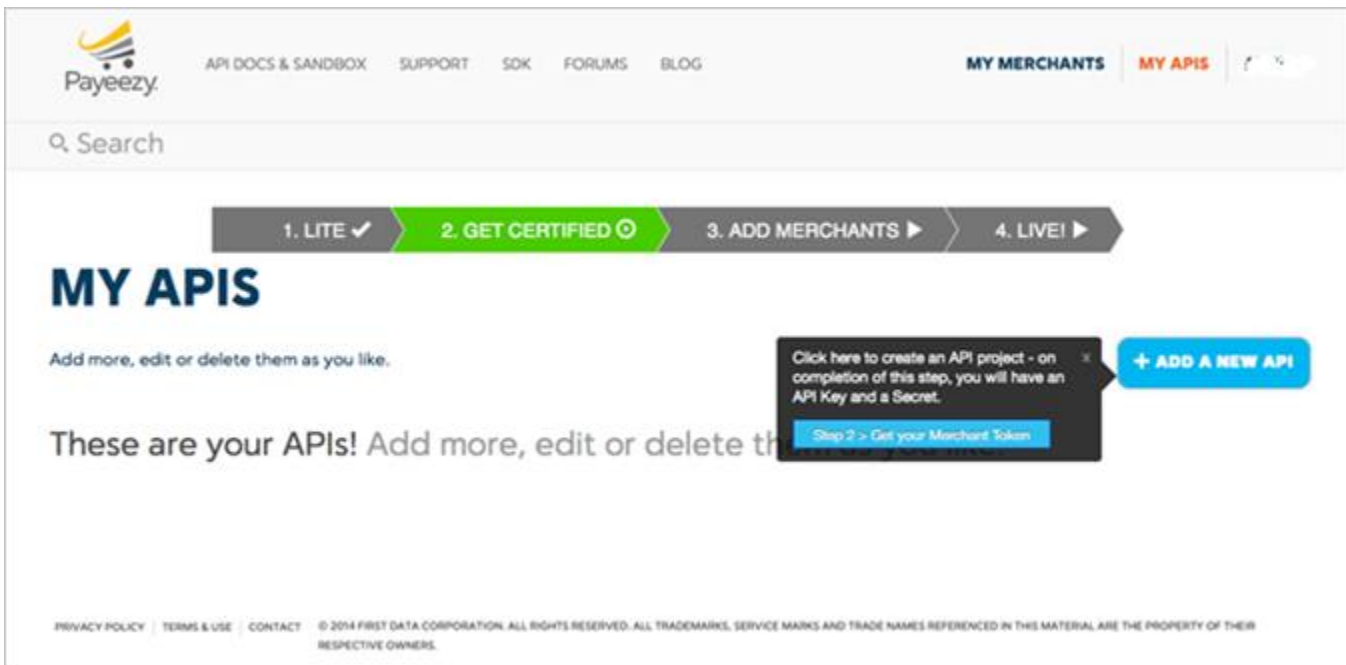 Payeezy.
API DOCS & SANDBOX SUPPORT SDK FORUMS BLOG
MY MERCHANTS MY APIS
Search
1. LITE ✔ 2. GET CERTIFIED 3. ADD MERCHANTS ▶ 4. LIVE! ▶
MY APIS
Add more, edit or delete them as you like.
Click here to create an API project - on x
completion of this step, you will have an
API Key and a Secret.
Step 2 > Get your Merchant Token
+ ADD A NEW API
These are your APIs! Add more, edit or delete them as you like.
PRIVACY POLICY TERMS & USE CONTACT © 2014 FIRST DATA CORPORATION. ALL RIGHTS RESERVED. ALL TRADEMARKS, SERVICE MARKS AND TRADE NAMES REFERENCED IN THIS MATERIAL ARE THE PROPERTY OF THEIR
RESPECTIVE OWNERS.